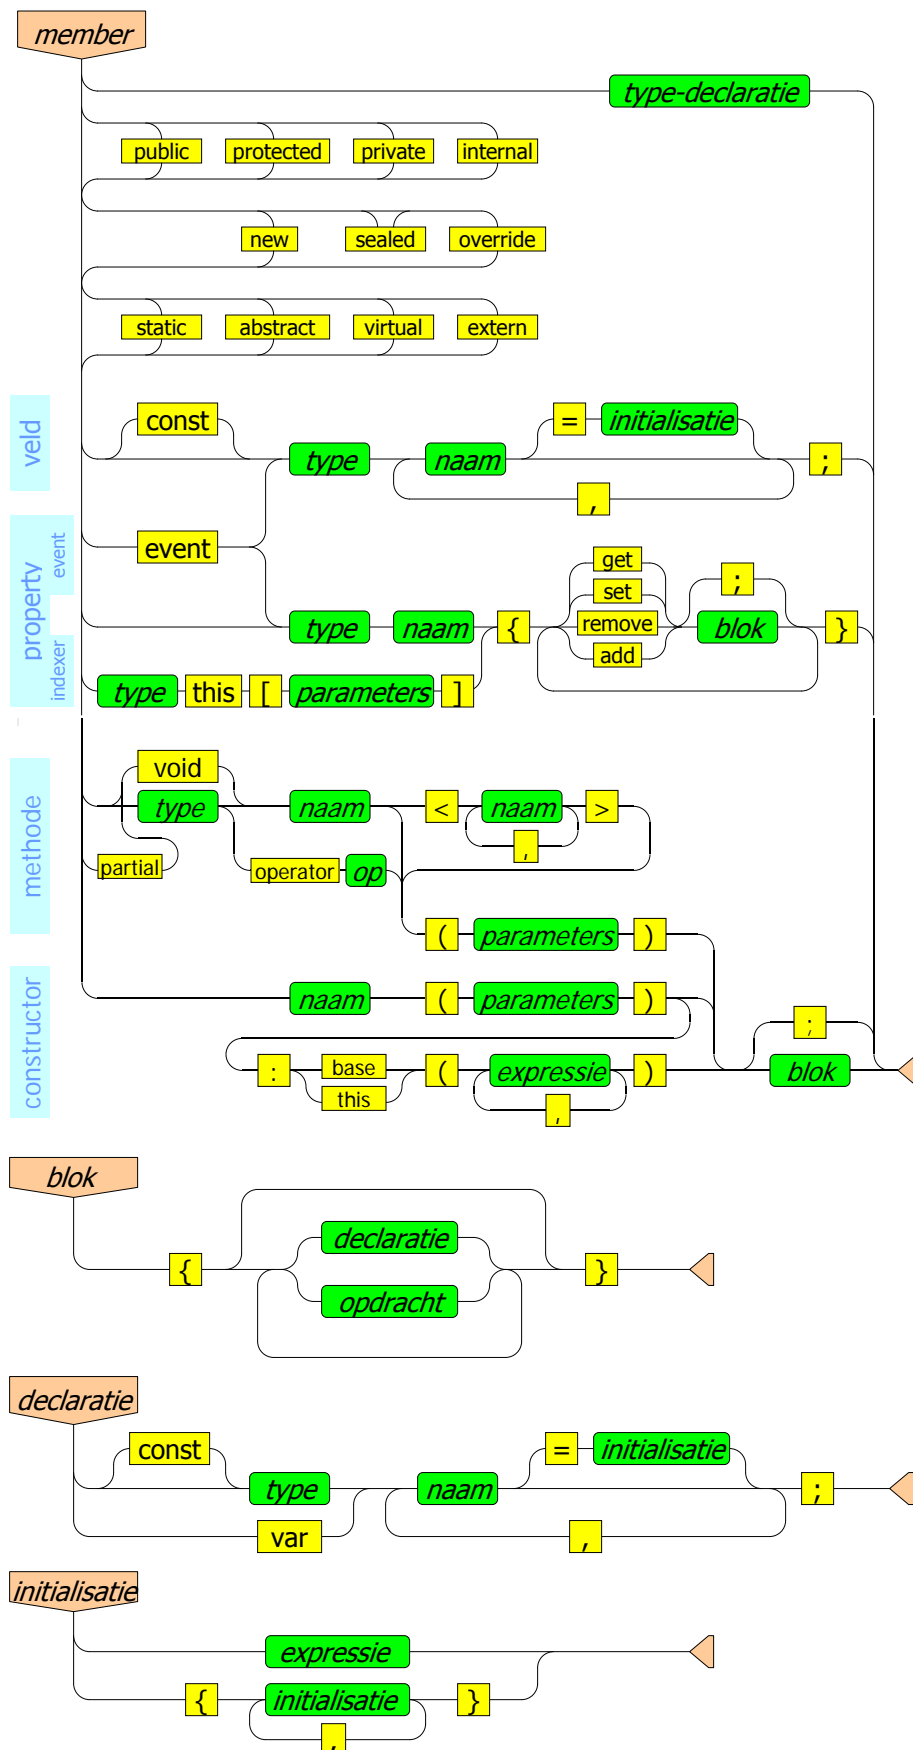 member
type-declaratie
public protected private internal
new sealed override
static abstract virtual extern
veld
const = initialisatie
type naam ;
,
property
event
event
get ;
set
type naam { remove blok }
add
indexer
type this [ parameters ]
methode
void
type naam < naam >
,
partial operator op
( parameters )
constructor
naam ( parameters )
;
: base ( expressie ) blok
this ,
blok
declaratie
{ }
opdracht
declaratie
const = initialisatie
type naam ;
var ,
initialisatie
expressie
{ initialisatie }
,